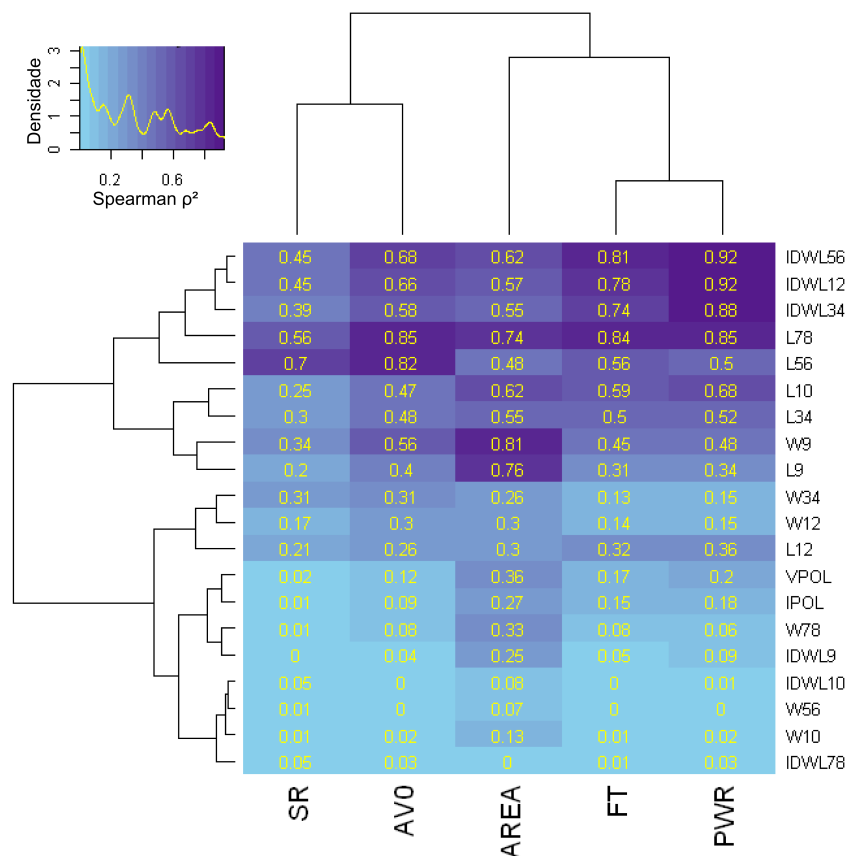 3
2
1
0
Densidade
0.2 0.6
Spearman ρ²
0.45 0.68 0.62 0.81 0.92 IDWL56
0.45 0.66 0.57 0.78 0.92 IDWL12
0.39 0.58 0.55 0.74 0.88 IDWL34
0.56 0.85 0.74 0.84 0.85 L78
0.7 0.82 0.48 0.56 0.5 L56
0.25 0.47 0.62 0.59 0.68 L10
0.3 0.48 0.55 0.5 0.52 L34
0.34 0.56 0.81 0.45 0.48 W9
0.2 0.4 0.76 0.31 0.34 L9
0.31 0.31 0.26 0.13 0.15 W34
0.17 0.3 0.3 0.14 0.15 W12
0.21 0.26 0.3 0.32 0.36 L12
0.02 0.12 0.36 0.17 0.2 VPOL
0.01 0.09 0.27 0.15 0.18 IPOL
0.01 0.08 0.33 0.08 0.06 W78
0 0.04 0.25 0.05 0.09 IDWL9
0.05 0 0.08 0 0.01 IDWL10
0.01 0 0.07 0 0 W56
0.01 0.02 0.13 0.01 0.02 W10
0.05 0.03 0 0.01 0.03 IDWL78
SR AV0 AREA FT PWR